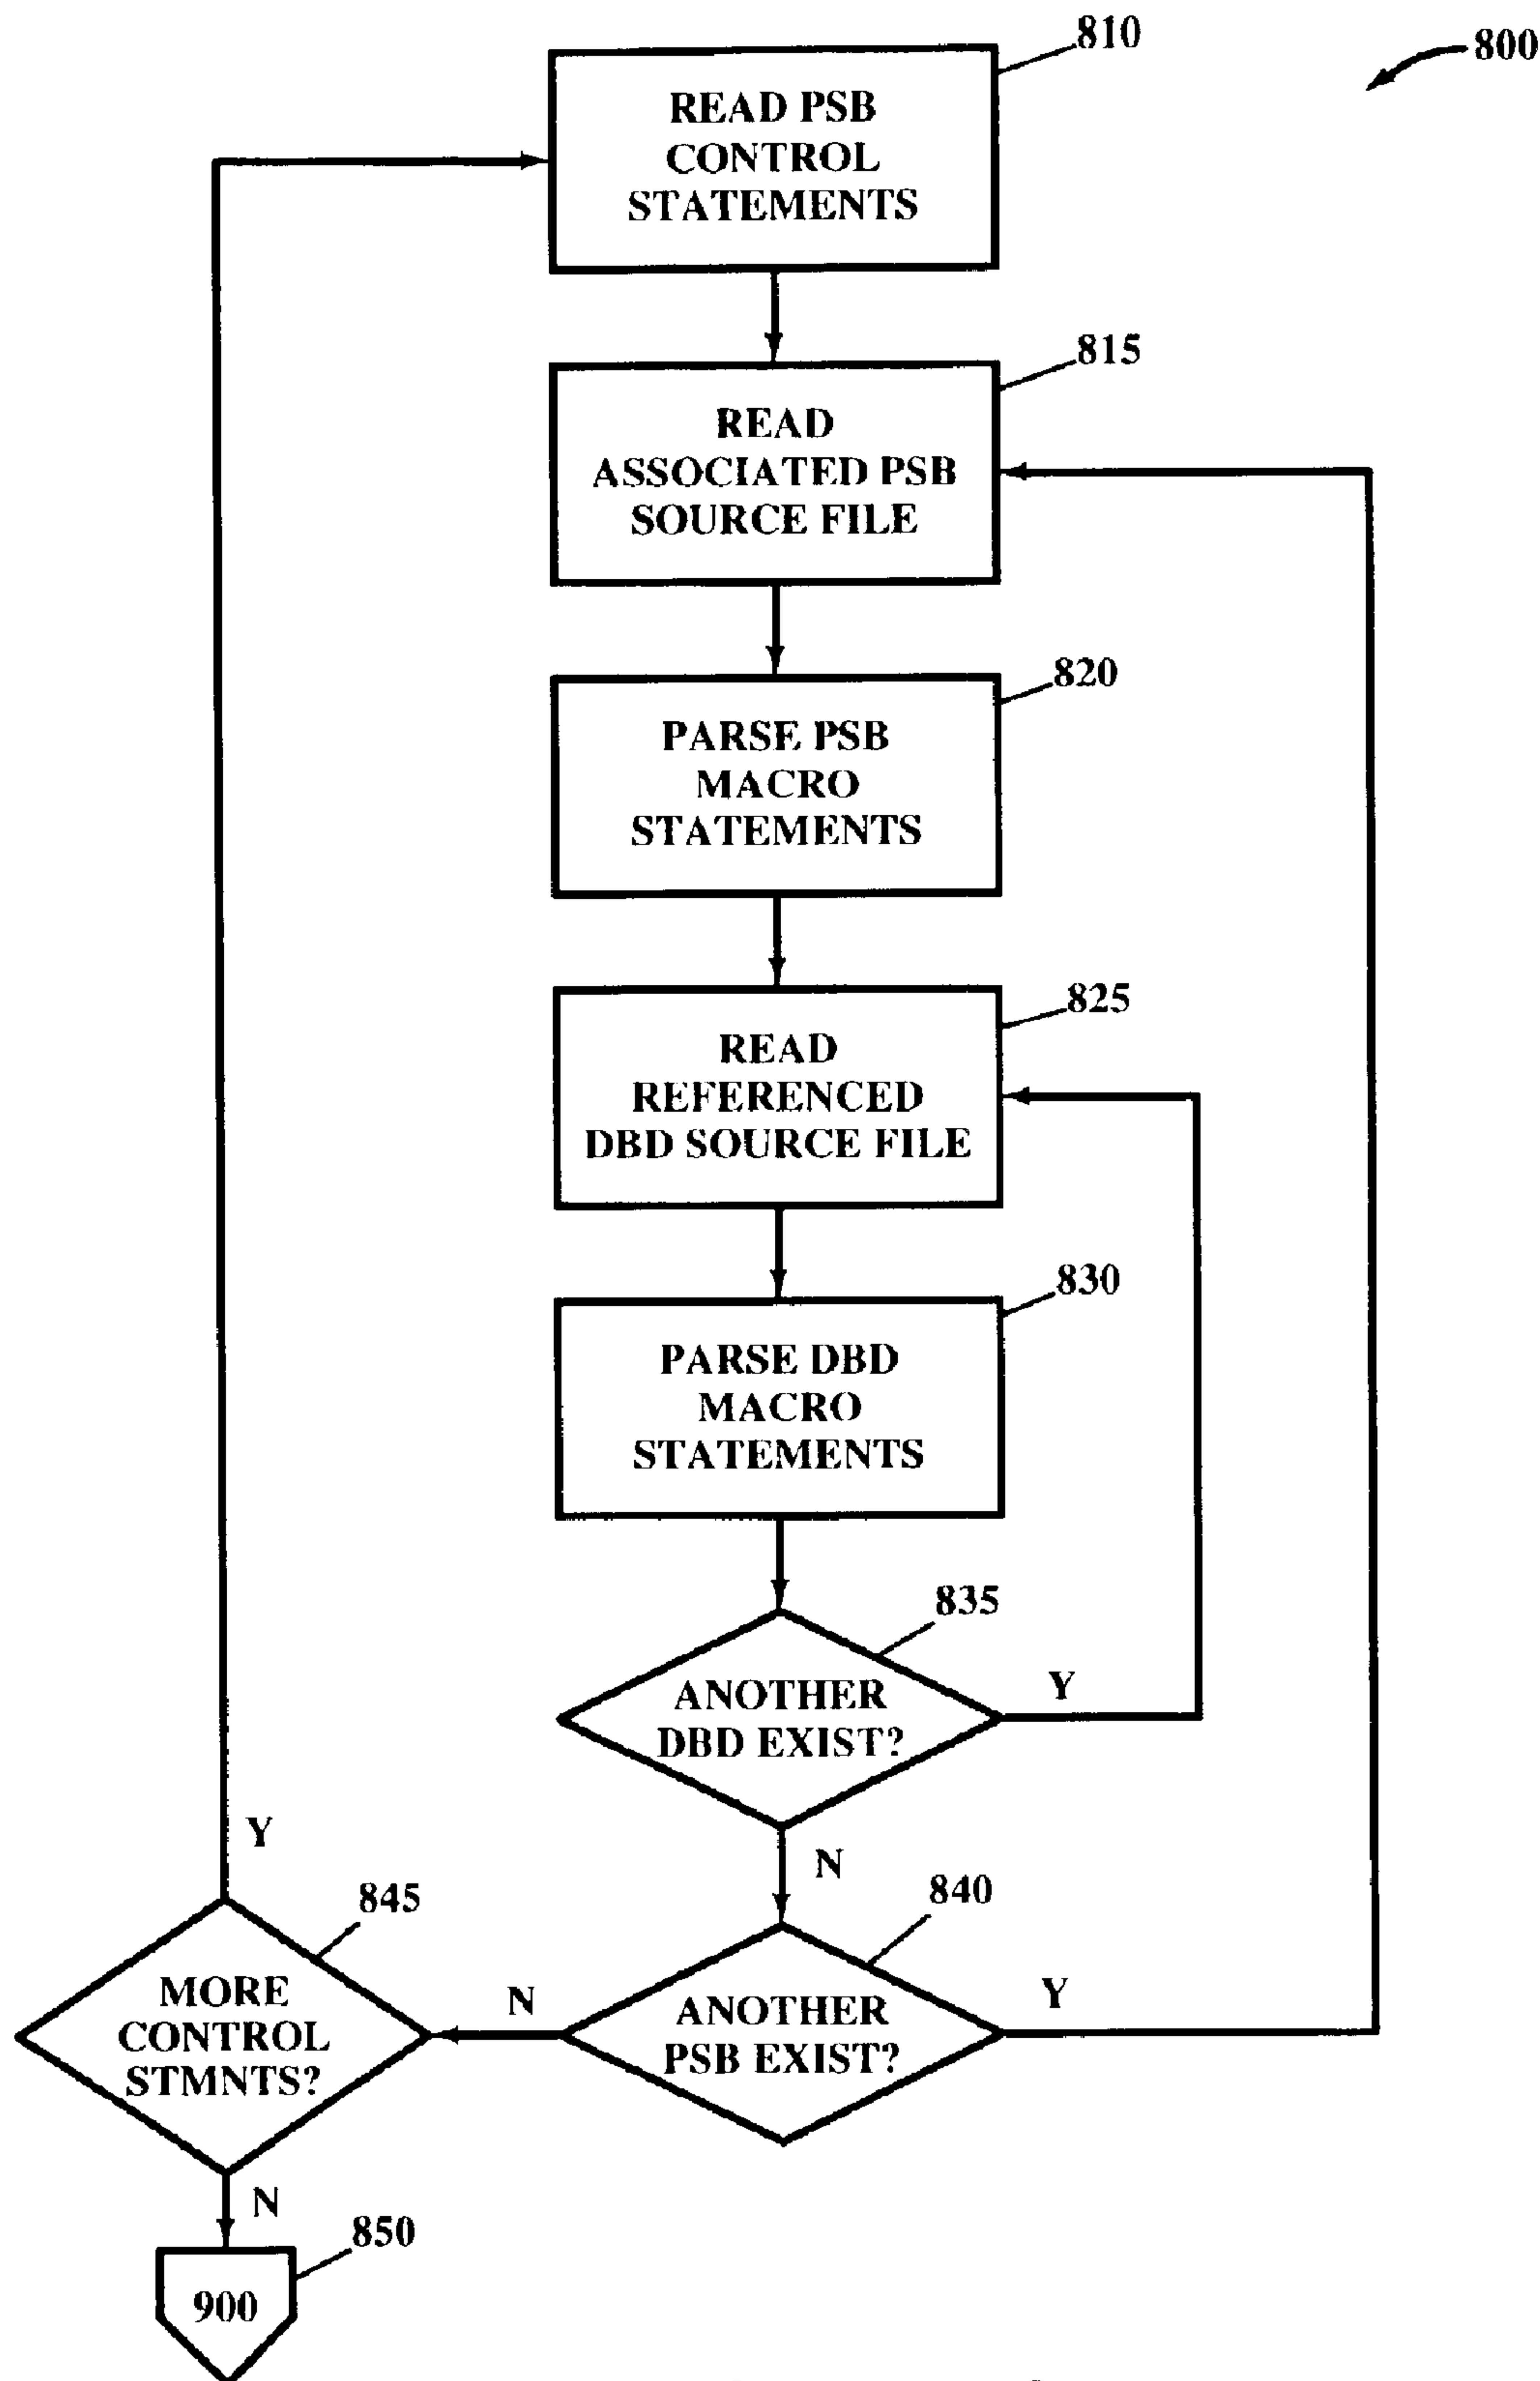 800
810
READ PSB
CONTROL
STATEMENTS
815
READ
ASSOCIATED PSB
SOURCE FILE
820
PARSE PSB
MACRO
STATEMENTS
825
READ
REFERENCED
DBD SOURCE FILE
830
PARSE DBD
MACRO
STATEMENTS
835
ANOTHER
DBD EXIST?
Y
N
840
ANOTHER
PSB EXIST?
Y
N
845
MORE
CONTROL
STMNTS?
Y
N
850
900